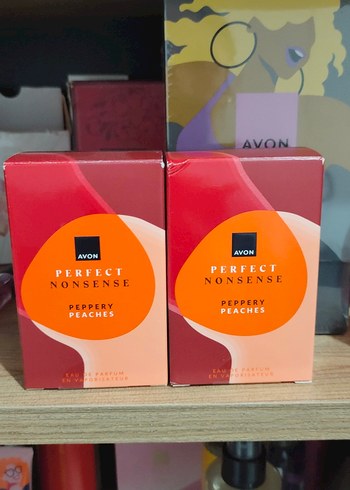 AVON
AVON
PERFECT
NONSENSE
PEPPERY
PEACHES
EAU DE PARFUM
EN VAPORISATEUR
AVON
PERFECT
NONSENSE
PEPPERY
PEACHES
EAU DE PARFUM
EN VAPORISATEUR